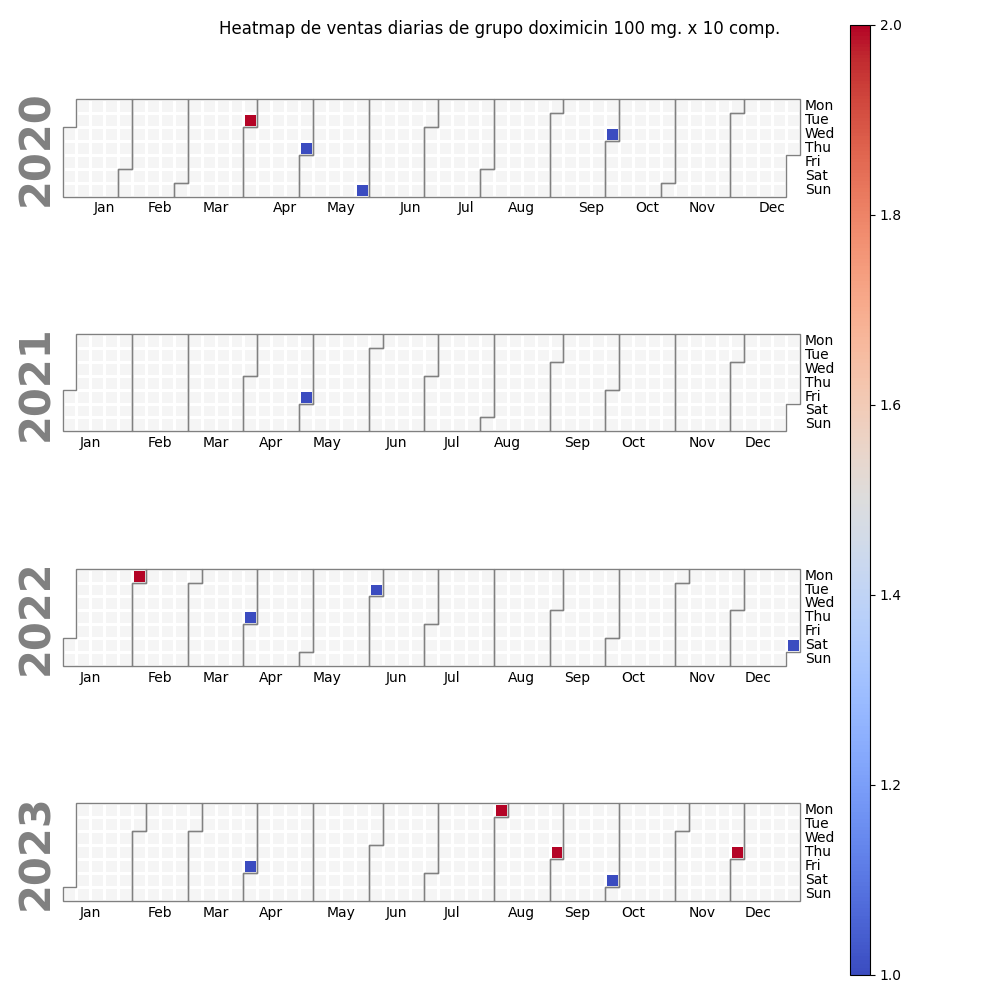 Heatmap de ventas diarias de grupo doximicin 100 mg. x 10 comp.
2020
Mon
Tue
Wed
Thu
Fri
Sat
Sun
Jan Feb Mar Apr May Jun Jul Aug Sep Oct Nov Dec
2021
Mon
Tue
Wed
Thu
Fri
Sat
Sun
Jan Feb Mar Apr May Jun Jul Aug Sep Oct Nov Dec
2022
Mon
Tue
Wed
Thu
Fri
Sat
Sun
Jan Feb Mar Apr May Jun Jul Aug Sep Oct Nov Dec
2023
Mon
Tue
Wed
Thu
Fri
Sat
Sun
Jan Feb Mar Apr May Jun Jul Aug Sep Oct Nov Dec
2.0
1.8
1.6
1.4
1.2
1.0